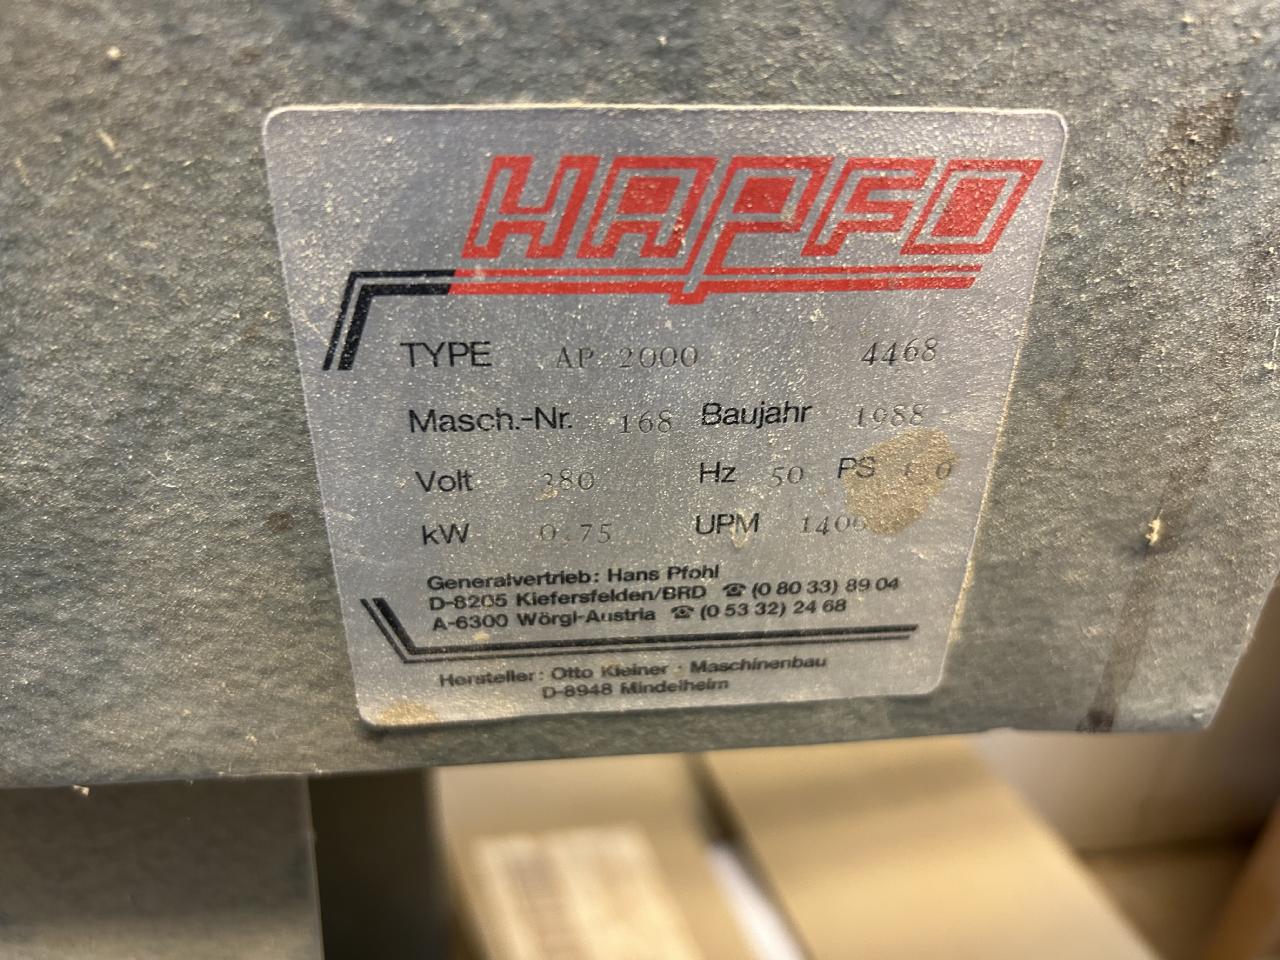 HAPFO
TYPE AP 2000 4468
Masch.-Nr. 168 Baujahr 1988
Volt 380 Hz 50 PS
kW 0.75 UPM
Generalvertrieb: Hans Pfohl
D-8205 Kiefersfelden/BRD ☎ (0 80 33) 89 04
A-6300 Wörgl-Austria ☎ (0 53 32) 24 68
Hersteller: Otto Kleiner · Maschinenbau
D-8948 Mindelheim